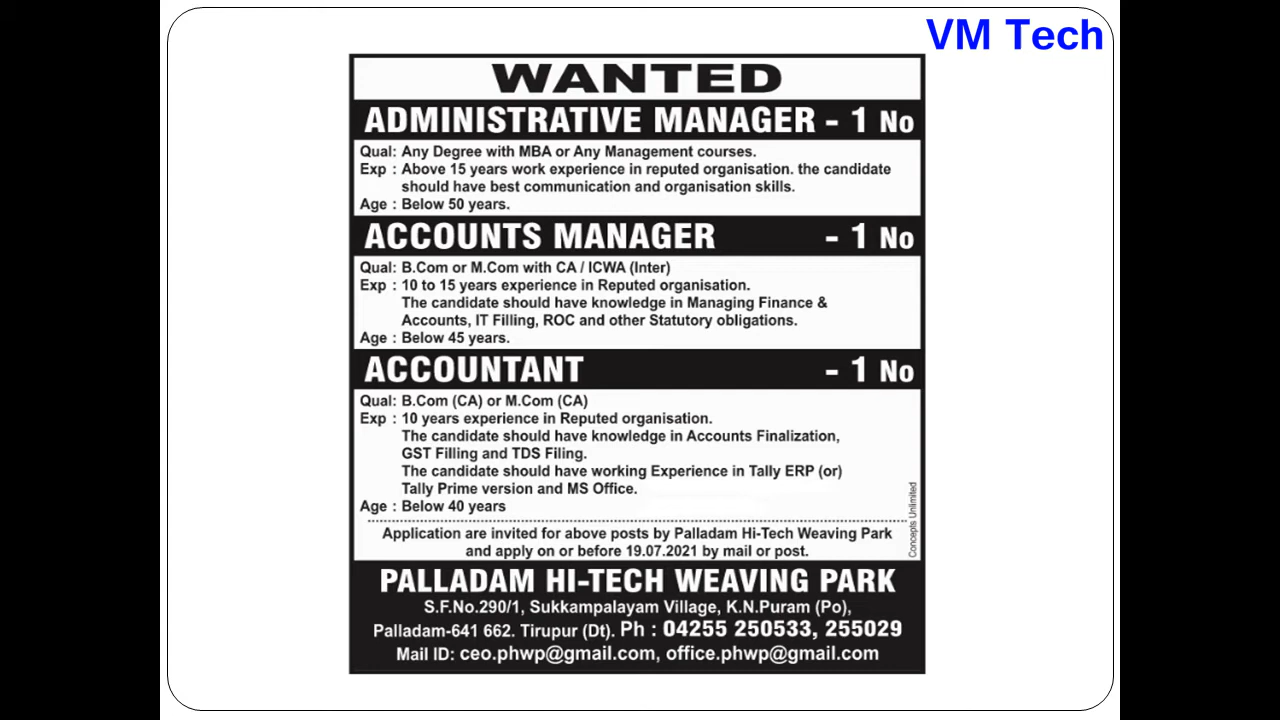 VM Tech
WANTED
ADMINISTRATIVE MANAGER - 1 No
Qual: Any Degree with MBA or Any Management courses.
Exp : Above 15 years work experience in reputed organisation. the candidate
should have best communication and organisation skills.
Age : Below 50 years.
ACCOUNTS MANAGER - 1 No
Qual: B.Com or M.Com with CA / ICWA (Inter)
Exp : 10 to 15 years experience in Reputed organisation.
The candidate should have knowledge in Managing Finance &
Accounts, IT Filling, ROC and other Statutory obligations.
Age : Below 45 years.
ACCOUNTANT - 1 No
Qual: B.Com (CA) or M.Com (CA)
Exp : 10 years experience in Reputed organisation.
The candidate should have knowledge in Accounts Finalization,
GST Filling and TDS Filing.
The candidate should have working Experience in Tally ERP (or)
Tally Prime version and MS Office.
Age : Below 40 years
Concepts Unlimited
Application are invited for above posts by Palladam Hi-Tech Weaving Park
and apply on or before 19.07.2021 by mail or post.
PALLADAM HI-TECH WEAVING PARK
S.F.No.290/1, Sukkampalayam Village, K.N.Puram (Po),
Palladam-641 662. Tirupur (Dt). Ph : 04255 250533, 255029
Mail ID: ceo.phwp@gmail.com, office.phwp@gmail.com